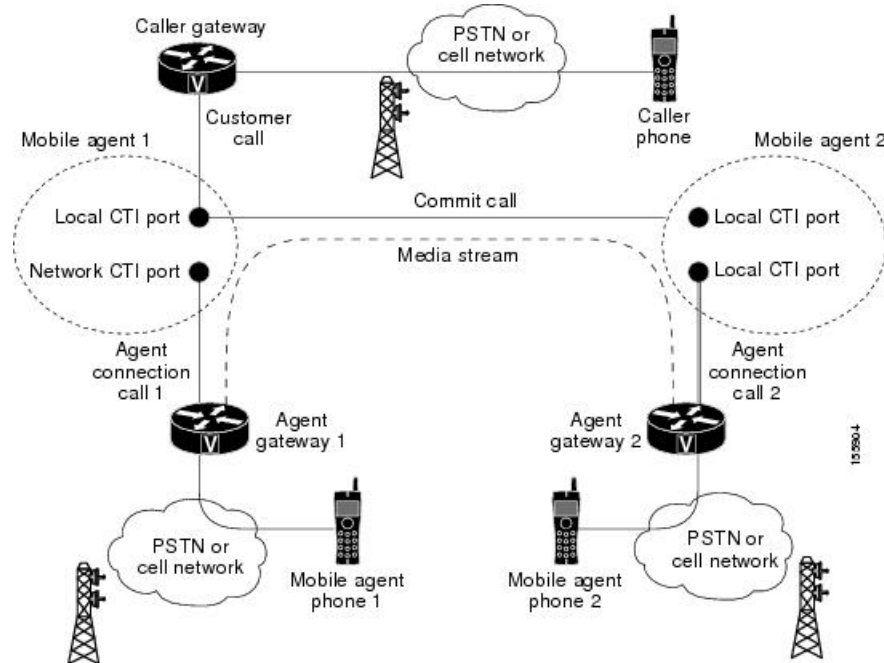 Caller gateway
PSTN or
cell network
V
Customer
call
Caller
phone
Mobile agent 1
Mobile agent 2
Local CTI port
Commit call
Local CTI port
Network CTI port
Media stream
Local CTI port
Agent
connection
call 1
Agent
connection
call 2
V
Agent
gateway 1
Agent
gateway 2
V
155904
PSTN or
cell network
Mobile agent
phone 1
Mobile agent
phone 2
PSTN or
cell network